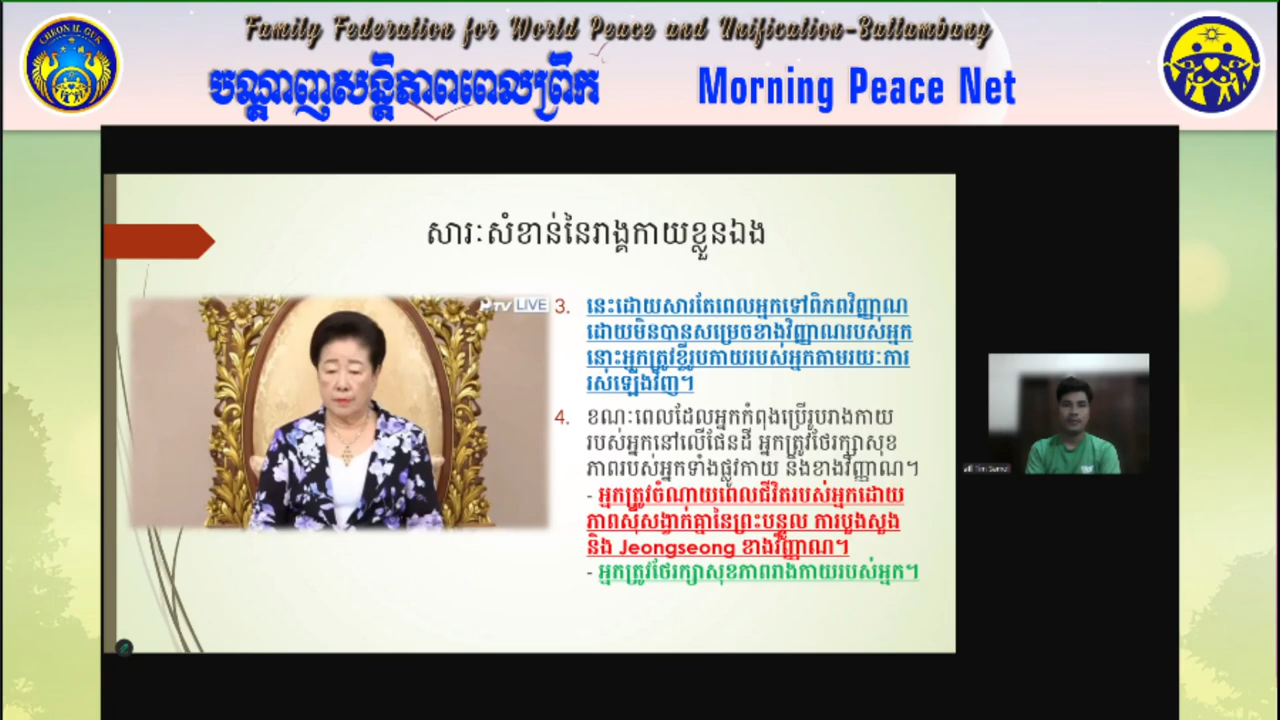 Family Federation for World Peace and Unification-Battambang
បណ្តាញសន្តិភាពពេលព្រឹក
Morning Peace Net
CHEON IL GUK
សារៈសំខាន់នៃរាង្គកាយខ្លួនឯង
TV LIVE
3. នេះដោយសារតែពេលអ្នកទៅពិភពវិញ្ញាណ
ដោយមិនបានសម្រេចខាងវិញ្ញាណរបស់អ្នក
នោះអ្នកត្រូវខ្ចីរូបកាយរបស់អ្នកតាមរយៈការ
រស់ឡើងវិញ។
4. ខណៈពេលដែលអ្នកកំពុងប្រើរូបរាងកាយ
របស់អ្នកនៅលើផែនដី អ្នកត្រូវថែរក្សាសុខ
ភាពរបស់អ្នកទាំងផ្លូវកាយ និងខាងវិញ្ញាណ។
- អ្នកត្រូវចំណាយពេលជីវិតរបស់អ្នកដោយ
ភាពស៊ីសង្វាក់គ្នានៃព្រះបន្ទូល ការបួងសួង
និង Jeongseong ខាងវិញ្ញាណ។
- អ្នកត្រូវថែរក្សាសុខភាពរាងកាយរបស់អ្នក។